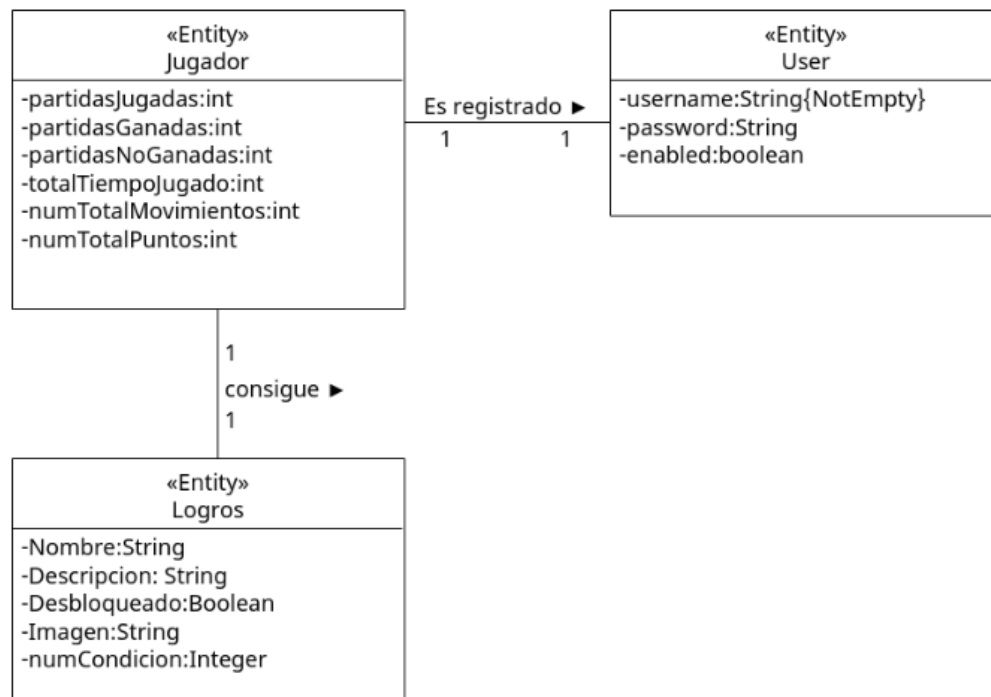 «Entity»
Jugador
-partidasJugadas:int
-partidasGanadas:int
-partidasNoGanadas:int
-totalTiempoJugado:int
-numTotalMovimientos:int
-numTotalPuntos:int
Es registrado ►
1 1
«Entity»
User
-username:String{NotEmpty}
-password:String
-enabled:boolean
1
consigue ►
1
«Entity»
Logros
-Nombre:String
-Descripcion: String
-Desbloqueado:Boolean
-Imagen:String
-numCondicion:Integer